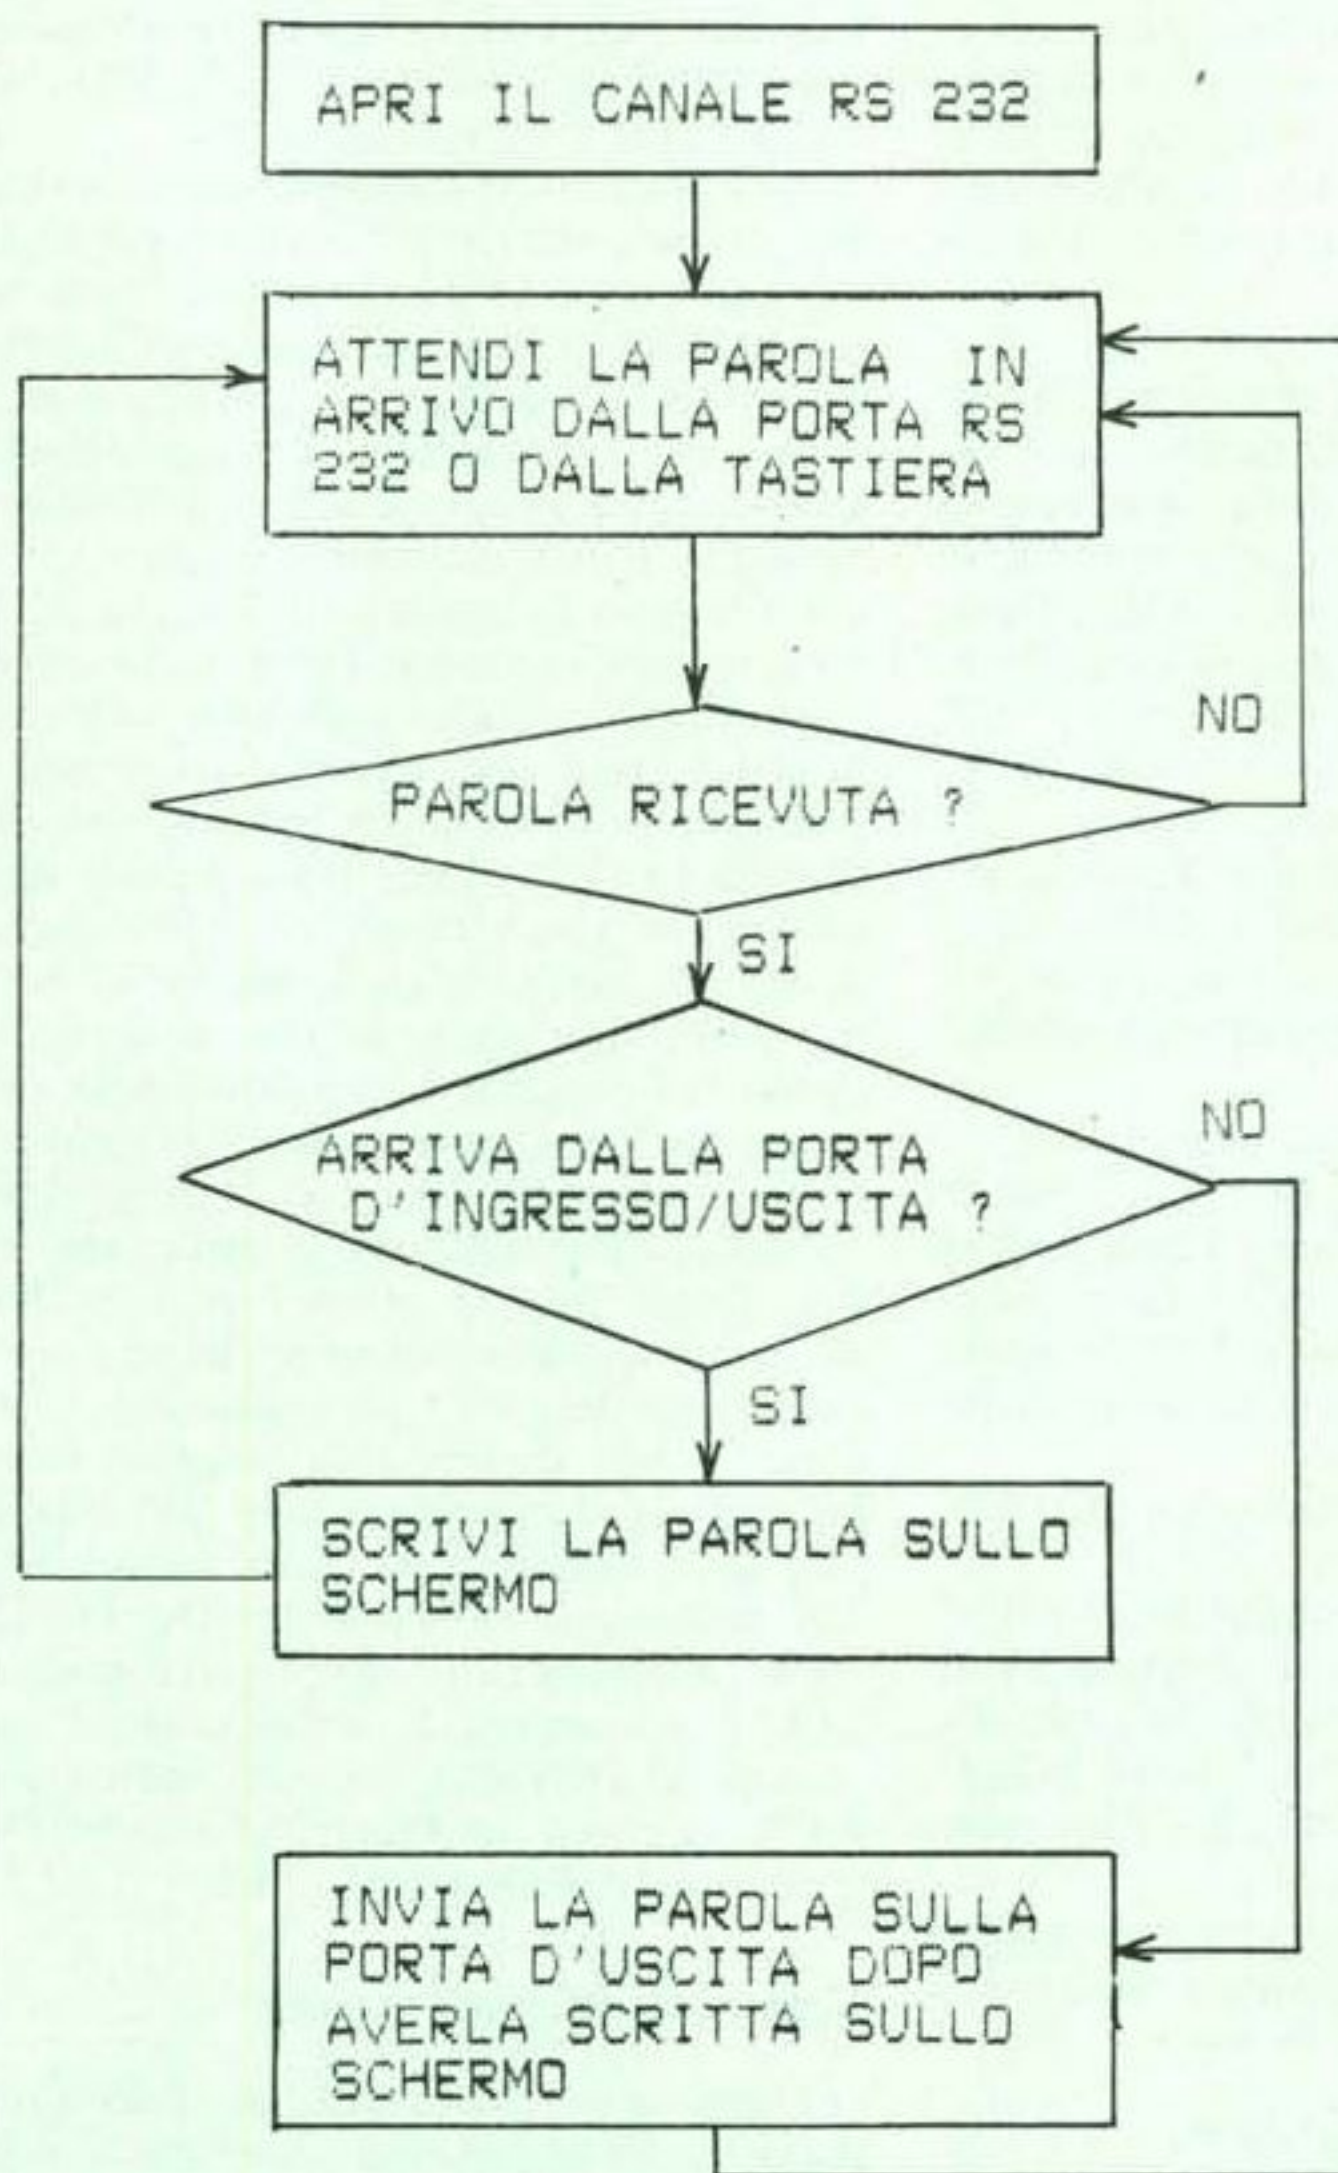 APRI IL CANALE RS 232
ATTENDI LA PAROLA IN
ARRIVO DALLA PORTA RS
232 O DALLA TASTIERA
NO
PAROLA RICEVUTA ?
SI
NO
ARRIVA DALLA PORTA
D'INGRESSO/USCITA ?
SI
SCRIVI LA PAROLA SULLO
SCHERMO
INVIA LA PAROLA SULLA
PORTA D'USCITA DOPO
AVERLA SCRITTA SULLO
SCHERMO